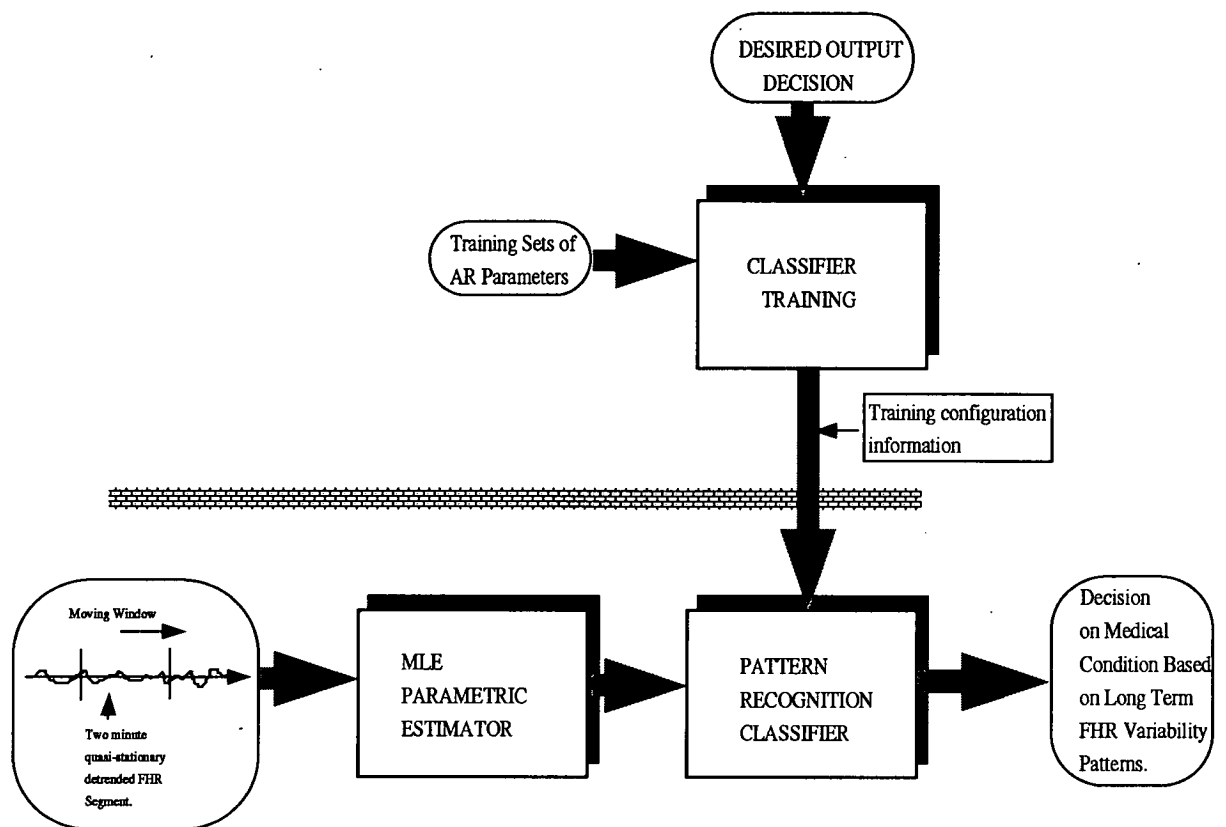 DESIRED OUTPUT
DECISION
Training Sets of
AR Parameters
CLASSIFIER
TRAINING
Training configuration
information
Moving Window
Two minute
quasi-stationary
detrended FHR
Segment.
MLE
PARAMETRIC
ESTIMATOR
PATTERN
RECOGNITION
CLASSIFIER
Decision
on Medical
Condition Based
on Long Term
FHR Variability
Patterns.